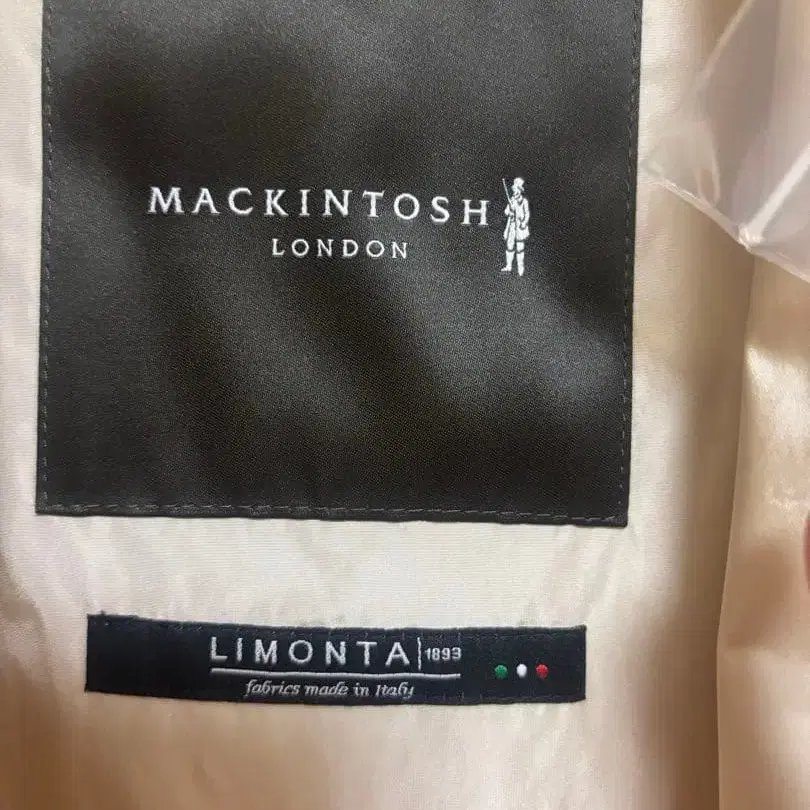 MACKINTOSH
LONDON
LIMONTA|1893
fabrics made in Italy